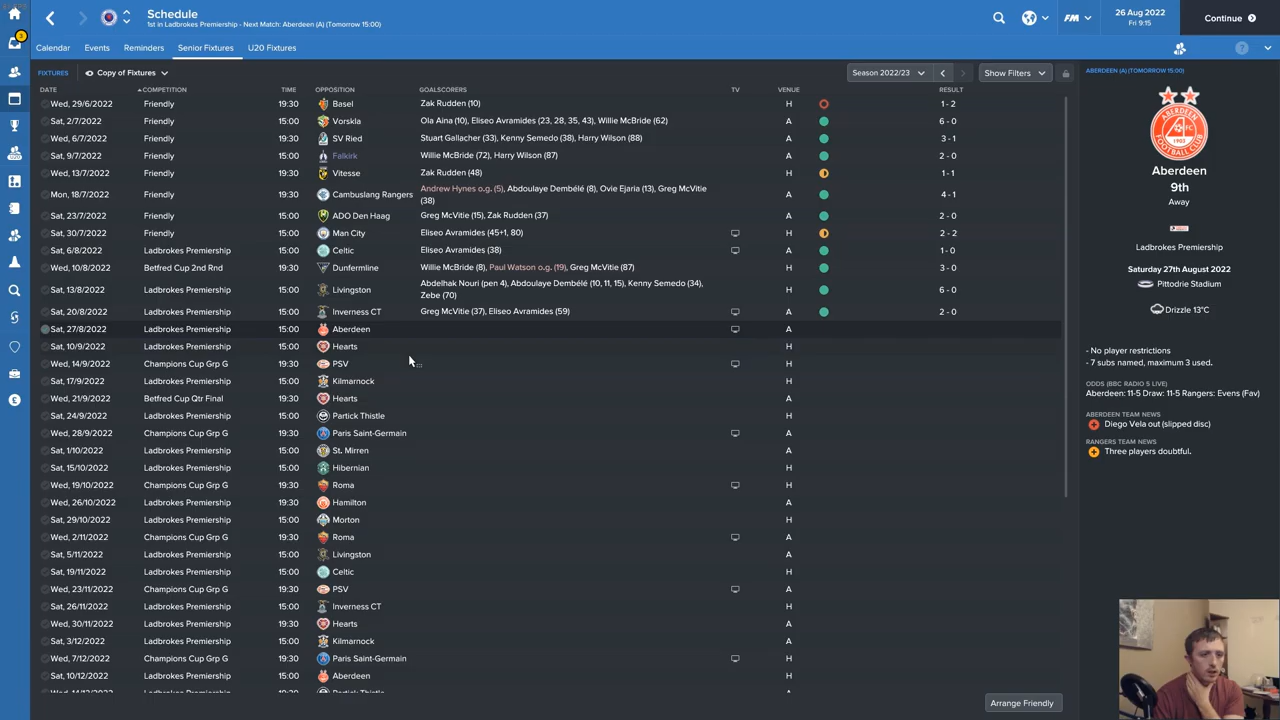 Schedule
1st in Ladbrokes Premiership - Next Match: Aberdeen (A) (Tomorrow 15:00)
26 Aug 2022
Fri 9:15
FM
Continue
3
Calendar Events Reminders Senior Fixtures U20 Fixtures
FIXTURES Copy of Fixtures Season 2022/23 Show Filters
DATE COMPETITION TIME OPPOSITION GOALSCORERS TV VENUE RESULT
Wed, 29/6/2022 Friendly 19:30 Basel Zak Rudden (10) H 1 - 2
Sat, 2/7/2022 Friendly 15:00 Vorskla Ola Aina (10), Eliseo Avramides (23, 28, 35, 43), Willie McBride (62) A 6 - 0
Wed, 6/7/2022 Friendly 19:30 SV Ried Stuart Gallacher (33), Kenny Semedo (38), Harry Wilson (88) A 3 - 1
Sat, 9/7/2022 Friendly 15:00 Falkirk Willie McBride (72), Harry Wilson (87) A 2 - 0
Wed, 13/7/2022 Friendly 19:30 Vitesse Zak Rudden (48) H 1 - 1
Mon, 18/7/2022 Friendly 19:30 Cambuslang Rangers Andrew Hynes o.g. (5), Abdoulaye Dembélé (8), Ovie Ejaria (13), Greg McVitie (38) A 4 - 1
Sat, 23/7/2022 Friendly 15:00 ADO Den Haag Greg McVitie (15), Zak Rudden (37) A 2 - 0
Sat, 30/7/2022 Friendly 15:00 Man City Eliseo Avramides (45+1, 80) H 2 - 2
Sat, 6/8/2022 Ladbrokes Premiership 15:00 Celtic Eliseo Avramides (38) A 1 - 0
Wed, 10/8/2022 Betfred Cup 2nd Rnd 19:30 Dunfermline Willie McBride (8), Paul Watson o.g. (19), Greg McVitie (87) H 3 - 0
Sat, 13/8/2022 Ladbrokes Premiership 15:00 Livingston Abdelhak Nouri (pen 4), Abdoulaye Dembélé (10, 11, 15), Kenny Semedo (34), Zebe (70) H 6 - 0
Sat, 20/8/2022 Ladbrokes Premiership 15:00 Inverness CT Greg McVitie (37), Eliseo Avramides (59) A 2 - 0
Sat, 27/8/2022 Ladbrokes Premiership 15:00 Aberdeen A
Sat, 10/9/2022 Ladbrokes Premiership 15:00 Hearts H
Wed, 14/9/2022 Champions Cup Grp G 19:30 PSV H
Sat, 17/9/2022 Ladbrokes Premiership 15:00 Kilmarnock H
Wed, 21/9/2022 Betfred Cup Qtr Final 19:30 Hearts A
Sat, 24/9/2022 Ladbrokes Premiership 15:00 Partick Thistle H
Wed, 28/9/2022 Champions Cup Grp G 19:30 Paris Saint-Germain A
Sat, 1/10/2022 Ladbrokes Premiership 15:00 St. Mirren A
Sat, 15/10/2022 Ladbrokes Premiership 15:00 Hibernian H
Wed, 19/10/2022 Champions Cup Grp G 19:30 Roma H
Wed, 26/10/2022 Ladbrokes Premiership 19:30 Hamilton A
Sat, 29/10/2022 Ladbrokes Premiership 15:00 Morton H
Wed, 2/11/2022 Champions Cup Grp G 19:30 Roma A
Sat, 5/11/2022 Ladbrokes Premiership 15:00 Livingston A
Sat, 19/11/2022 Ladbrokes Premiership 15:00 Celtic H
Wed, 23/11/2022 Champions Cup Grp G 19:30 PSV A
Sat, 26/11/2022 Ladbrokes Premiership 15:00 Inverness CT H
Wed, 30/11/2022 Ladbrokes Premiership 19:30 Hearts A
Sat, 3/12/2022 Ladbrokes Premiership 15:00 Kilmarnock A
Wed, 7/12/2022 Champions Cup Grp G 19:30 Paris Saint-Germain H
Sat, 10/12/2022 Ladbrokes Premiership 15:00 Aberdeen H
ABERDEEN (A) (TOMORROW 15:00)
ABERDEEN
FOOTBALL CLUB
1903
Aberdeen
9th
Away
Ladbrokes Premiership
Saturday 27th August 2022
Pittodrie Stadium
Drizzle 13°C
- No player restrictions
- 7 subs named, maximum 3 used.
ODDS (BBC RADIO 5 LIVE)
Aberdeen: 11-5 Draw: 11-5 Rangers: Evens (Fav)
ABERDEEN TEAM NEWS
Diego Vela out (slipped disc)
RANGERS TEAM NEWS
Three players doubtful.
Arrange Friendly